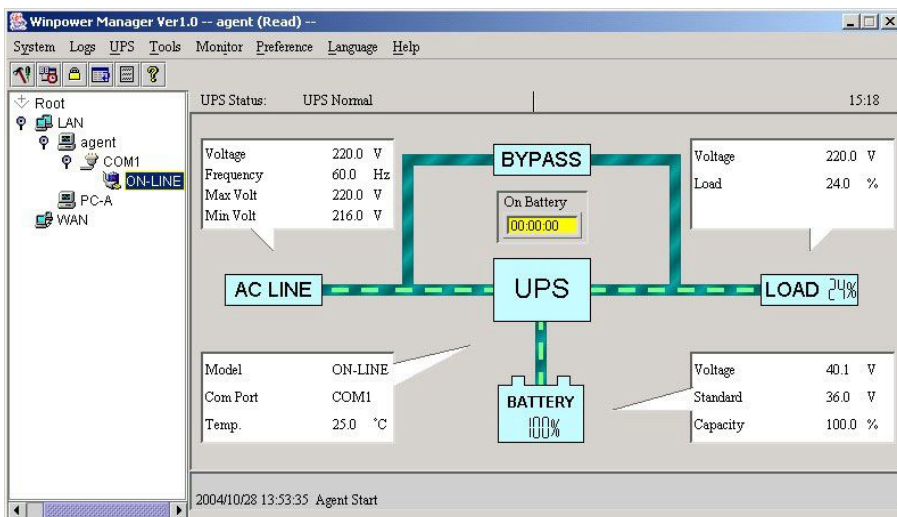 Winpower Manager Ver1.0 -- agent (Read) --
System Logs UPS Tools Monitor Preference Language Help
Root
LAN
agent
COM1
ON-LINE
PC-A
WAN
UPS Status: UPS Normal 15:18
Voltage 220.0 V
Frequency 60.0 Hz
Max Volt 220.0 V
Min Volt 216.0 V
BYPASS
On Battery
00:00:00
Voltage 220.0 V
Load 24.0 %
AC LINE
UPS
LOAD 24%
Model ON-LINE
Com Port COM1
Temp. 25.0 °C
BATTERY
100%
Voltage 40.1 V
Standard 36.0 V
Capacity 100.0 %
2004/10/28 13:53:35 Agent Start